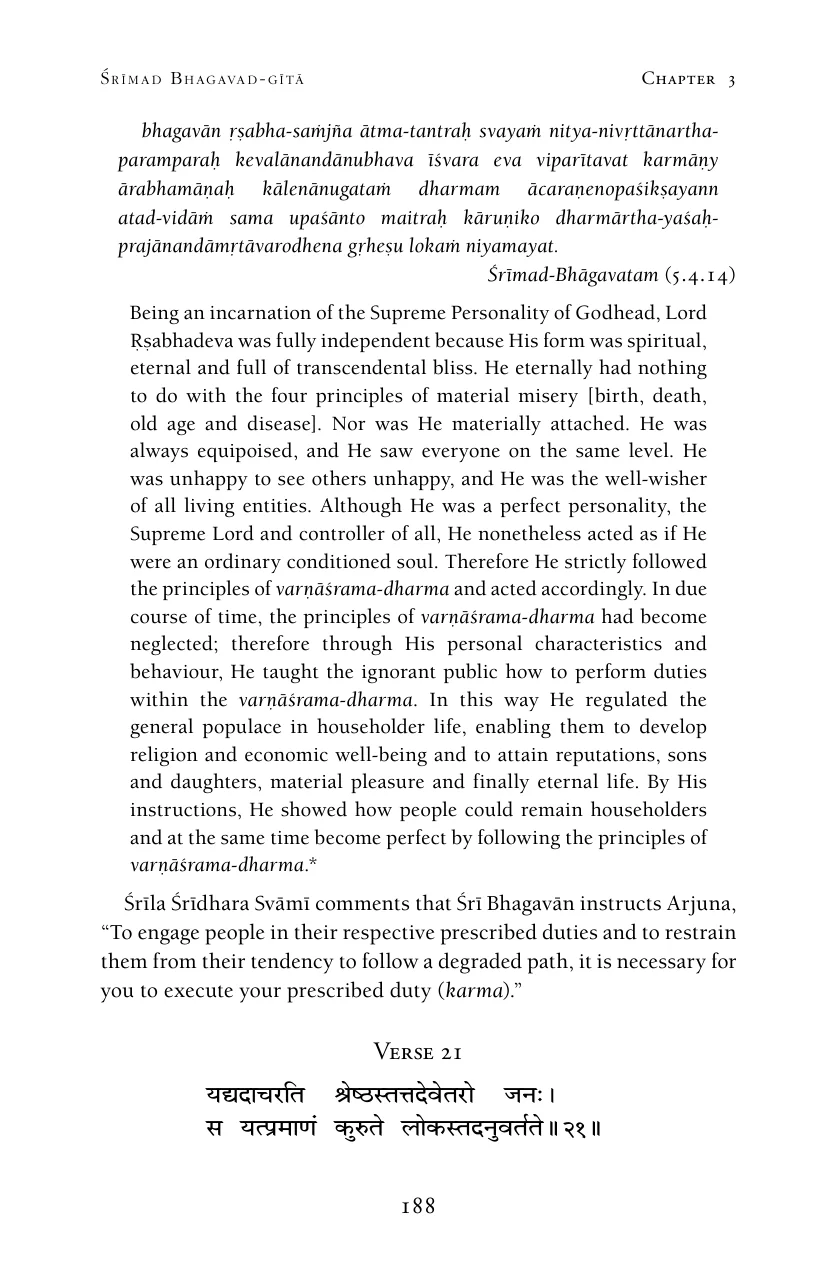 Śrīmad Bhagavad-gītā Chapter 3
bhagavān ṛṣabha-saṁjña ātma-tantraḥ svayaṁ nitya-nivṛttānartha-
paramparaḥ kevalānandānubhava īśvara eva viparītavat karmāṇy
ārabhamāṇaḥ kālenānugataṁ dharmam ācaraṇenopaśikṣayann
atad-vidāṁ sama upaśānto maitraḥ kāruṇiko dharmārtha-yaśaḥ-
prajānandāmṛtāvarodhena gṛheṣu lokaṁ niyamayat.
Śrīmad-Bhāgavatam (5.4.14)
Being an incarnation of the Supreme Personality of Godhead, Lord
Ṛṣabhadeva was fully independent because His form was spiritual,
eternal and full of transcendental bliss. He eternally had nothing
to do with the four principles of material misery [birth, death,
old age and disease]. Nor was He materially attached. He was
always equipoised, and He saw everyone on the same level. He
was unhappy to see others unhappy, and He was the well-wisher
of all living entities. Although He was a perfect personality, the
Supreme Lord and controller of all, He nonetheless acted as if He
were an ordinary conditioned soul. Therefore He strictly followed
the principles of varṇāśrama-dharma and acted accordingly. In due
course of time, the principles of varṇāśrama-dharma had become
neglected; therefore through His personal characteristics and
behaviour, He taught the ignorant public how to perform duties
within the varṇāśrama-dharma. In this way He regulated the
general populace in householder life, enabling them to develop
religion and economic well-being and to attain reputations, sons
and daughters, material pleasure and finally eternal life. By His
instructions, He showed how people could remain householders
and at the same time become perfect by following the principles of
varṇāśrama-dharma.*
Śrīla Śrīdhara Svāmī comments that Śrī Bhagavān instructs Arjuna,
“To engage people in their respective prescribed duties and to restrain
them from their tendency to follow a degraded path, it is necessary for
you to execute your prescribed duty (karma).”
Verse 21
यद्यदाचरति श्रेष्ठस्तत्तदेवेतरो जनः।
स यत्प्रमाणं कुरुते लोकस्तदनुवर्तते॥२१॥
188